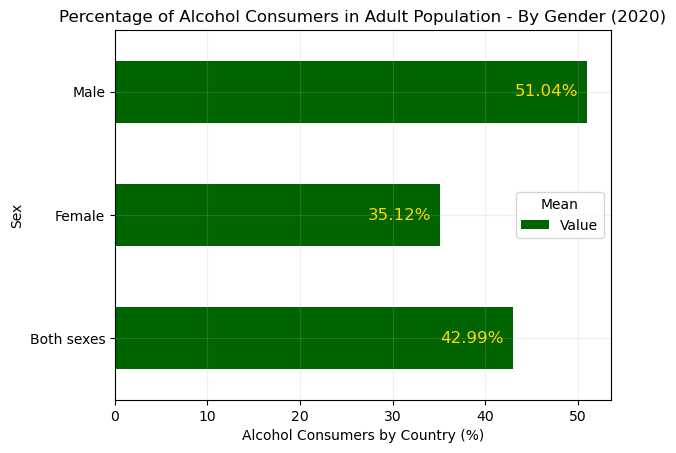 Percentage of Alcohol Consumers in Adult Population - By Gender (2020)
Sex
Male
51.04%
Female
35.12%
Mean
Value
Both sexes
42.99%
0 10 20 30 40 50
Alcohol Consumers by Country (%)